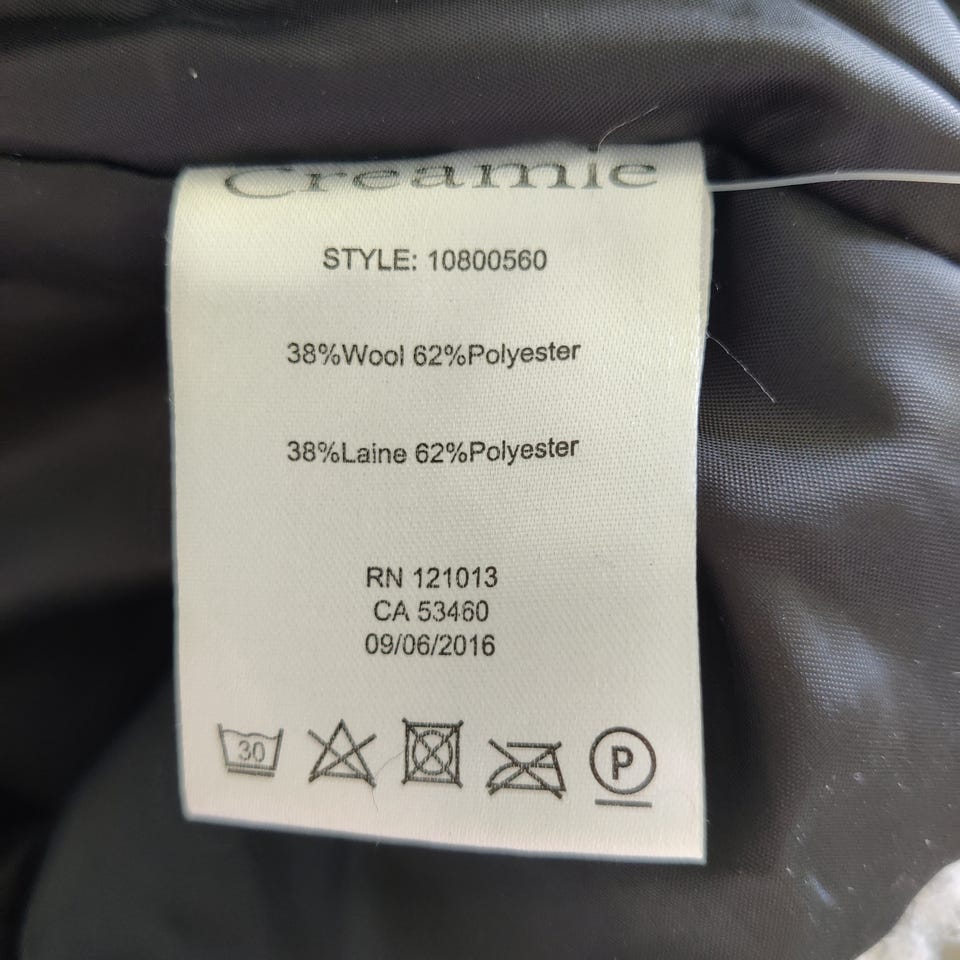 Creamie
STYLE: 10800560
38%Wool 62%Polyester
38%Laine 62%Polyester
RN 121013
CA 53460
09/06/2016
30 P